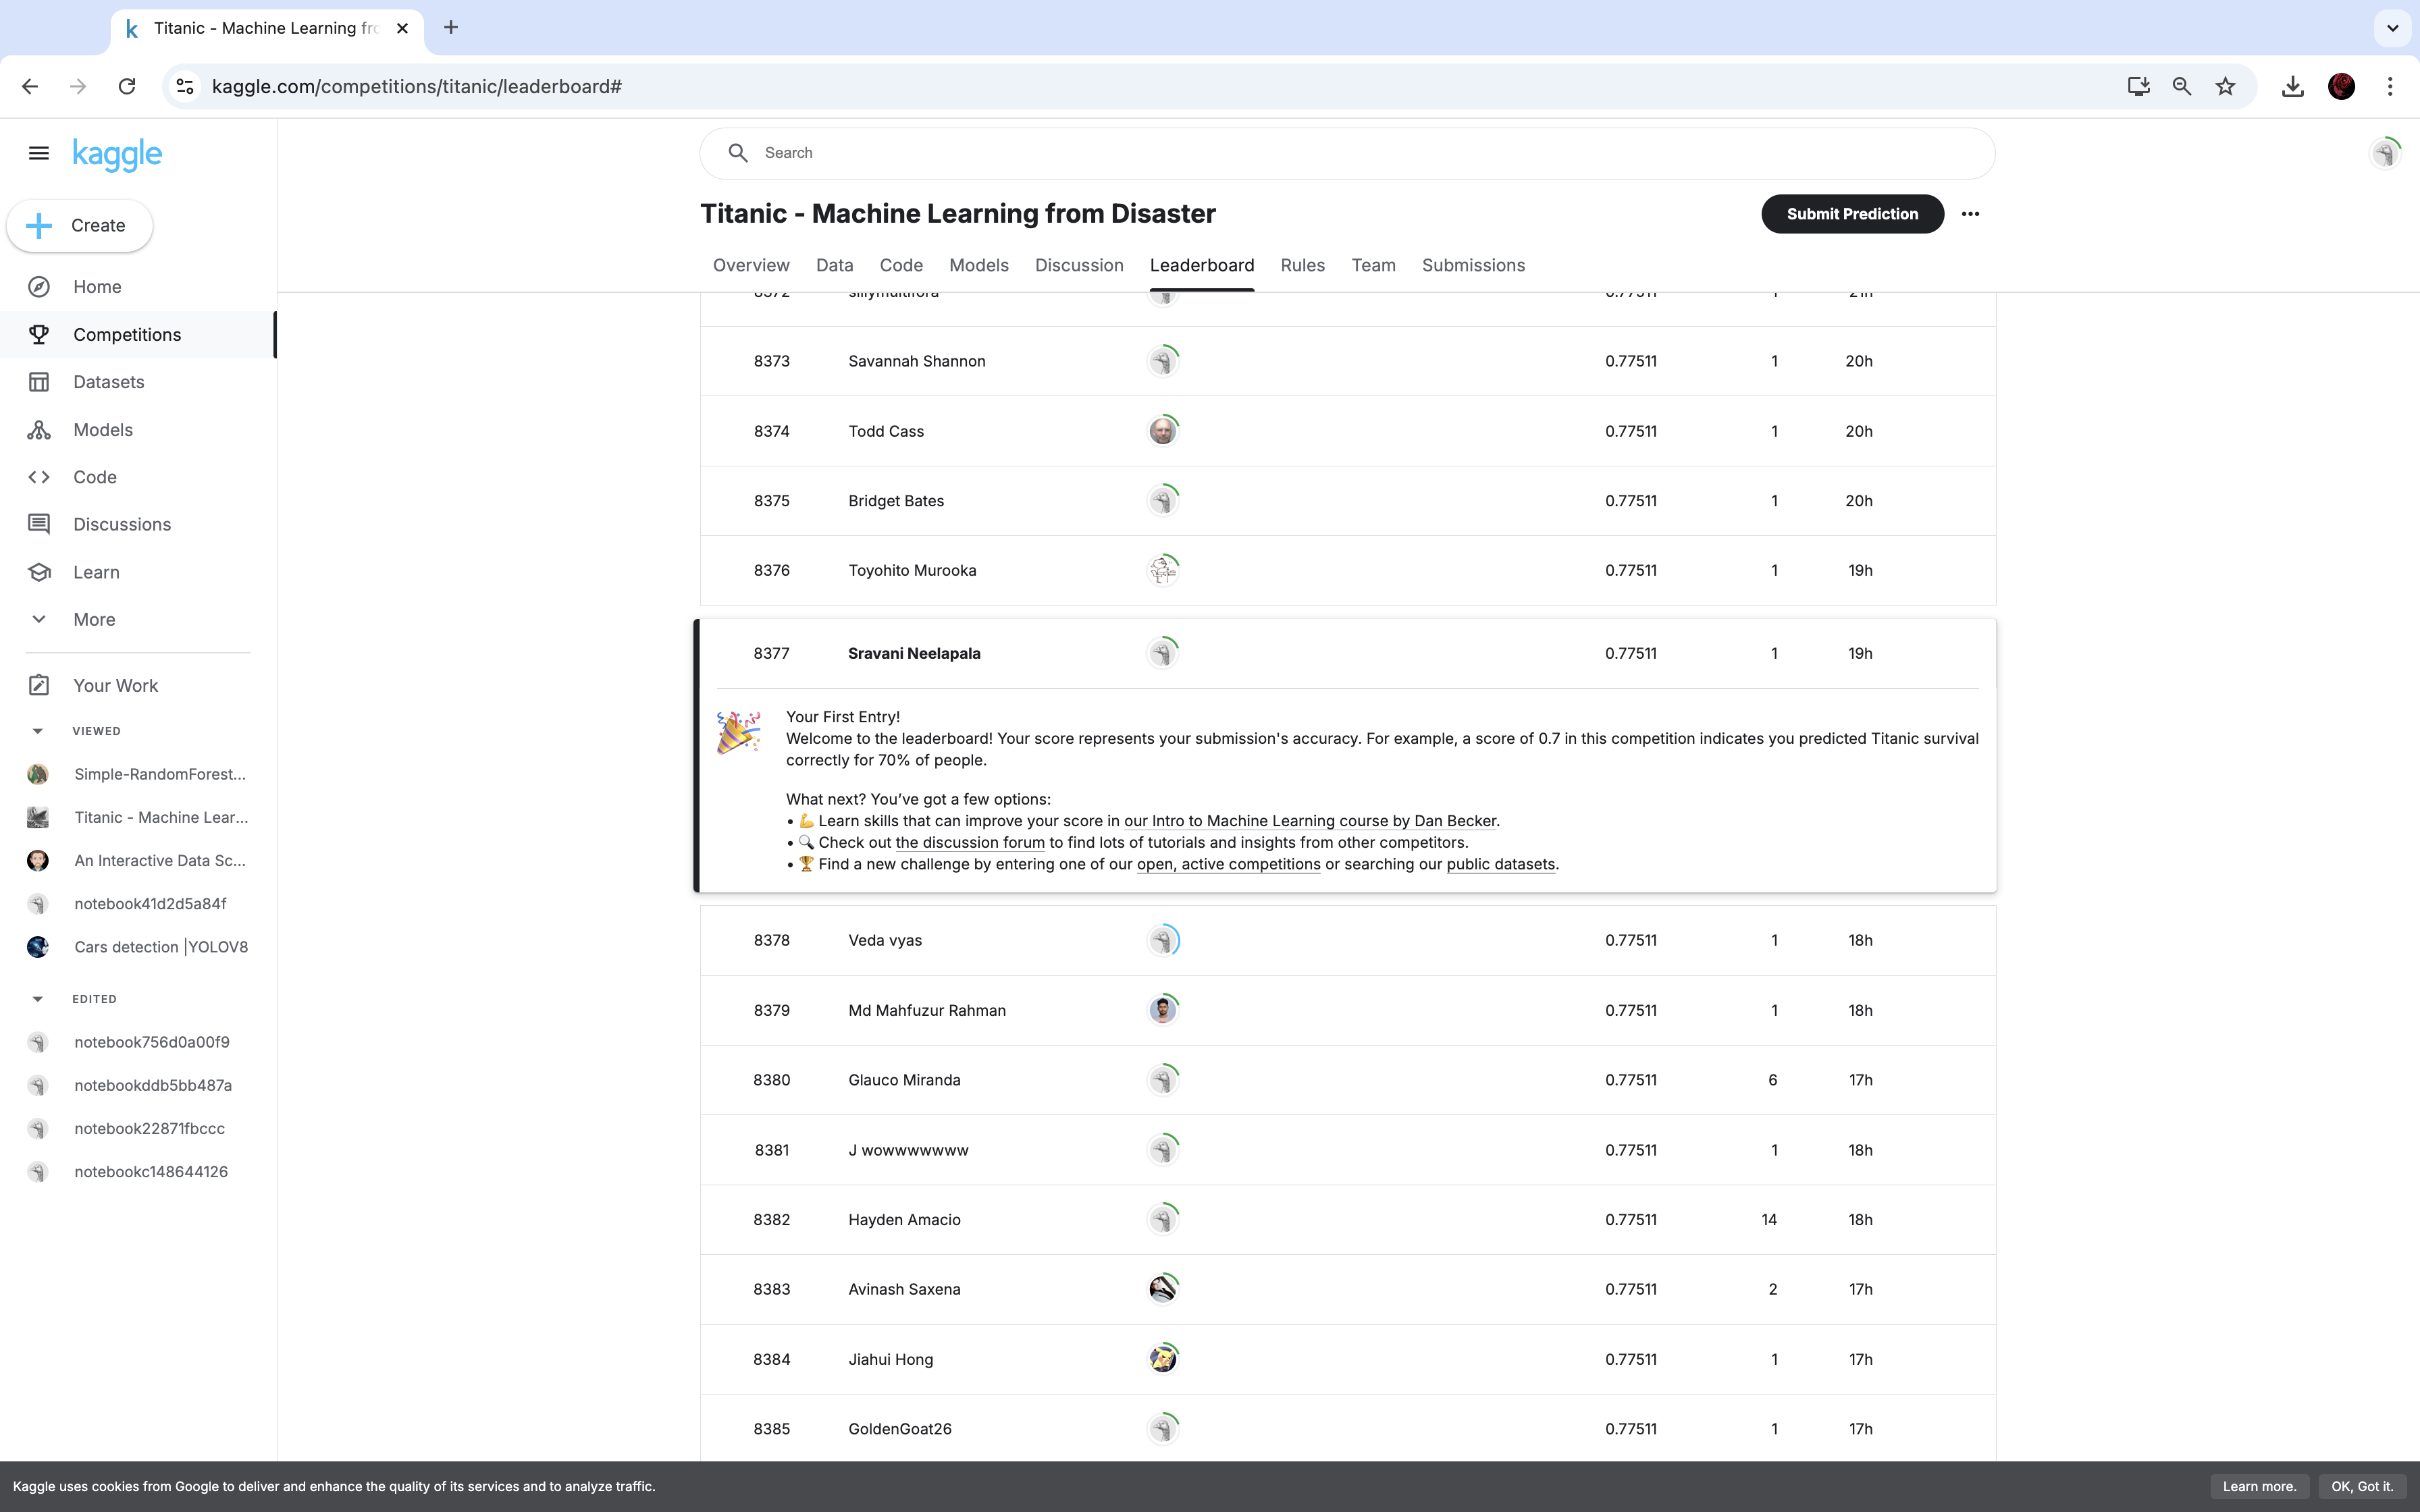 Titanic - Machine Learning fro
kaggle.com/competitions/titanic/leaderboard#
kaggle
Search
Create
Titanic - Machine Learning from Disaster
Submit Prediction
Overview Data Code Models Discussion Leaderboard Rules Team Submissions
Home
Competitions
Datasets
Models
Code
Discussions
Learn
More
Your Work
VIEWED
Simple-RandomForest...
Titanic - Machine Lear...
An Interactive Data Sc...
notebook41d2d5a84f
Cars detection |YOLOV8
EDITED
notebook756d0a00f9
notebookddb5bb487a
notebook22871fbccc
notebookc148644126
8372 sillymultifora 0.77511 1 21h
8373 Savannah Shannon 0.77511 1 20h
8374 Todd Cass 0.77511 1 20h
8375 Bridget Bates 0.77511 1 20h
8376 Toyohito Murooka 0.77511 1 19h
8377 Sravani Neelapala 0.77511 1 19h
Your First Entry!
Welcome to the leaderboard! Your score represents your submission's accuracy. For example, a score of 0.7 in this competition indicates you predicted Titanic survival
correctly for 70% of people.
What next? You’ve got a few options:
• 💪 Learn skills that can improve your score in our Intro to Machine Learning course by Dan Becker.
• 🔍 Check out the discussion forum to find lots of tutorials and insights from other competitors.
• 🏆 Find a new challenge by entering one of our open, active competitions or searching our public datasets.
8378 Veda vyas 0.77511 1 18h
8379 Md Mahfuzur Rahman 0.77511 1 18h
8380 Glauco Miranda 0.77511 6 17h
8381 J wowwwwwww 0.77511 1 18h
8382 Hayden Amacio 0.77511 14 18h
8383 Avinash Saxena 0.77511 2 17h
8384 Jiahui Hong 0.77511 1 17h
8385 GoldenGoat26 0.77511 1 17h
Kaggle uses cookies from Google to deliver and enhance the quality of its services and to analyze traffic.
Learn more. OK, Got it.